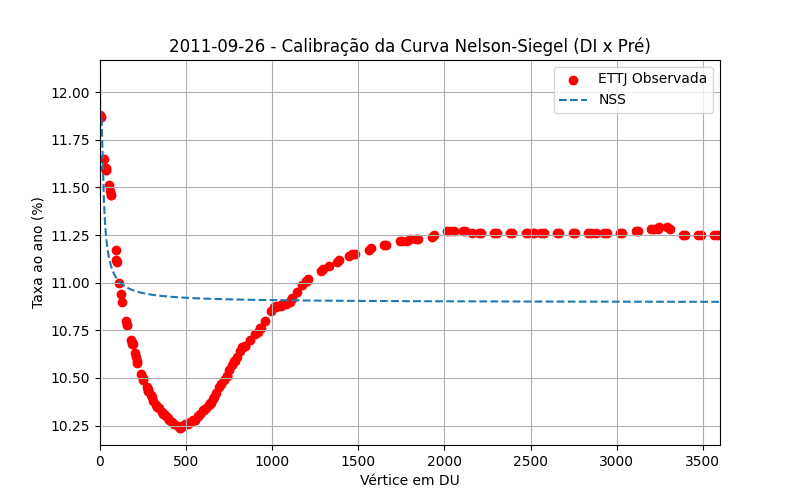 2011-09-26 - Calibração da Curva Nelson-Siegel (DI x Pré)
ETTJ Observada
NSS
Taxa ao ano (%)
12.00
11.75
11.50
11.25
11.00
10.75
10.50
10.25
0 500 1000 1500 2000 2500 3000 3500
Vértice em DU